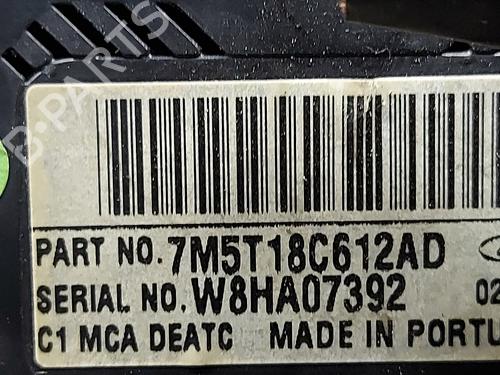 B-PARTS
PART NO. 7M5T18C612AD
SERIAL NO. W8HA07392 02
C1 MCA DEATC MADE IN PORTU